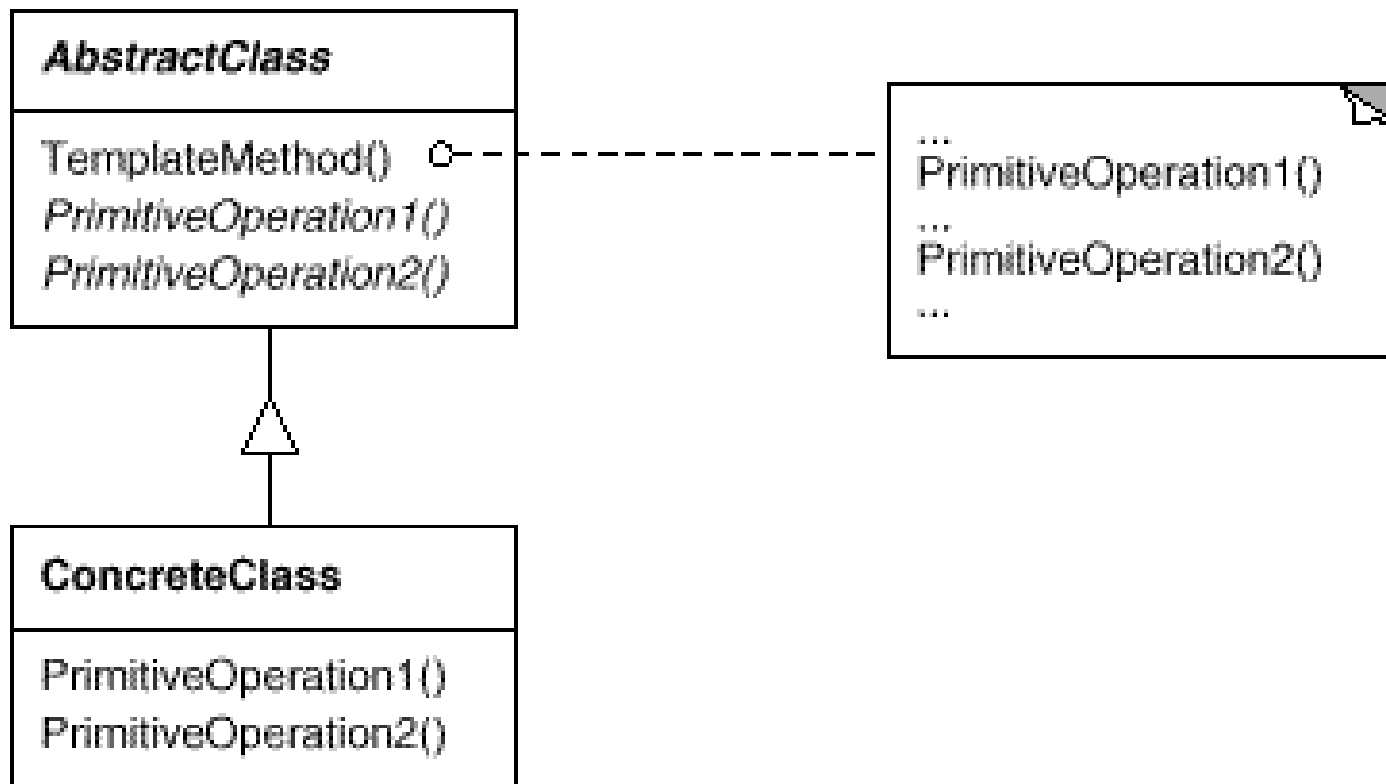 AbstractClass
TemplateMethod()
PrimitiveOperation1()
PrimitiveOperation2()
...
PrimitiveOperation1()
...
PrimitiveOperation2()
...
ConcreteClass
PrimitiveOperation1()
PrimitiveOperation2()